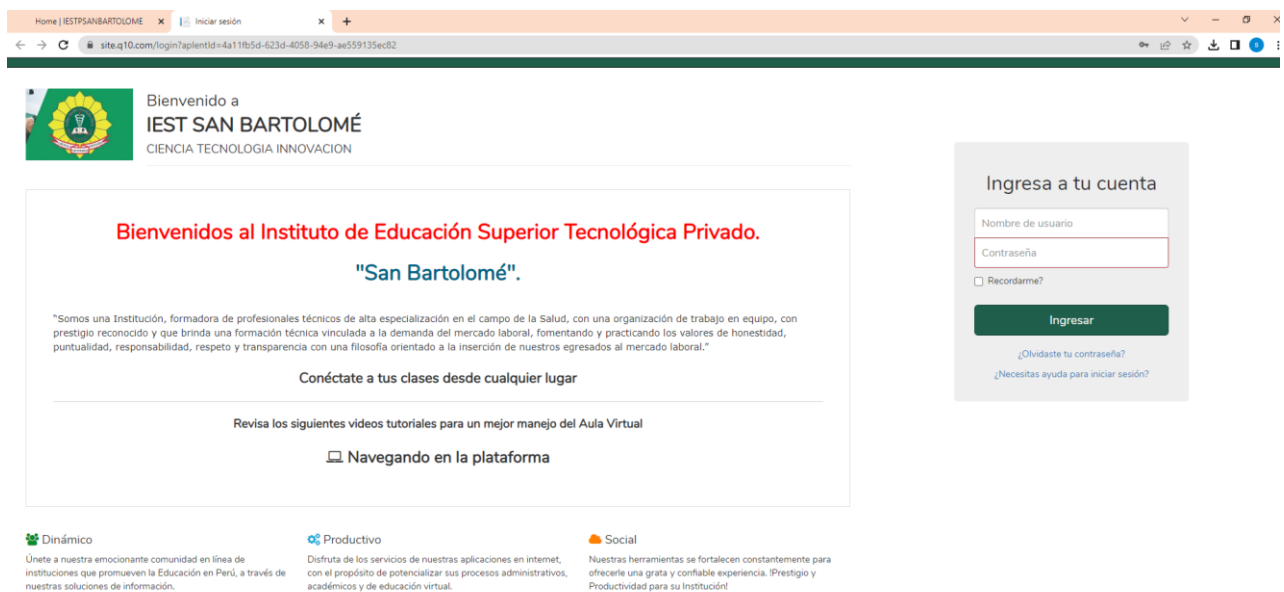 Home | IESTPSANBARTOLOME
Iniciar sesión
site.q10.com/login?aplentId=4a11fb5d-623d-4058-94e9-ae559135ec82
Bienvenido a
IEST SAN BARTOLOMÉ
CIENCIA TECNOLOGIA INNOVACION
Bienvenidos al Instituto de Educación Superior Tecnológica Privado.
"San Bartolomé".
"Somos una Institución, formadora de profesionales técnicos de alta especialización en el campo de la Salud, con una organización de trabajo en equipo, con
prestigio reconocido y que brinda una formación técnica vinculada a la demanda del mercado laboral, fomentando y practicando los valores de honestidad,
puntualidad, responsabilidad, respeto y transparencia con una filosofía orientado a la inserción de nuestros egresados al mercado laboral."
Conéctate a tus clases desde cualquier lugar
Revisa los siguientes videos tutoriales para un mejor manejo del Aula Virtual
Navegando en la plataforma
Ingresa a tu cuenta
Nombre de usuario
Contraseña
Recordarme?
Ingresar
¿Olvidaste tu contraseña?
¿Necesitas ayuda para iniciar sesión?
Dinámico
Únete a nuestra emocionante comunidad en línea de
instituciones que promueven la Educación en Perú, a través de
nuestras soluciones de información.
Productivo
Disfruta de los servicios de nuestras aplicaciones en internet,
con el propósito de potencializar sus procesos administrativos,
académicos y de educación virtual.
Social
Nuestras herramientas se fortalecen constantemente para
ofrecerle una grata y confiable experiencia. !Prestigio y
Productividad para su Institución!